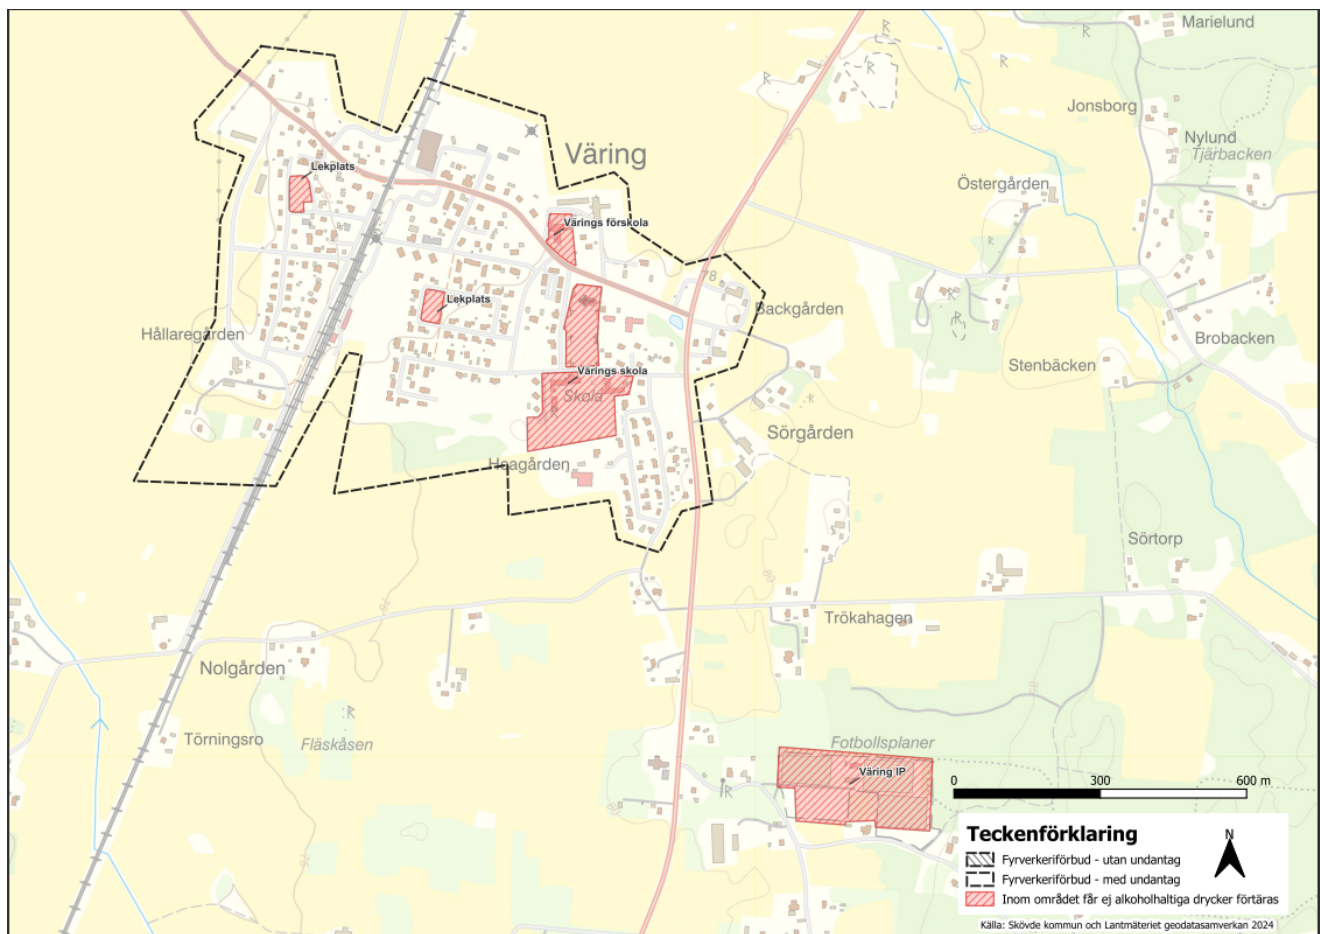 Marielund
Jonsborg
Nylund
Tjärbacken
Väring
Lekplats
Östergården
Värings förskola
78
Backgården
Lekplats
Hållaregården
Brobacken
Stenbäcken
Värings skola
Skola
Sörgården
Heagården
Sörtorp
Trökahagen
Nolgården
Törningsro
Fläskåsen
Fotbollsplaner
Väring IP
0 300 600 m
Teckenförklaring
N
Fyrverkeriförbud - utan undantag
Fyrverkeriförbud - med undantag
Inom området får ej alkoholhaltiga drycker förtäras
Källa: Skövde kommun och Lantmäteriet geodatasamverkan 2024